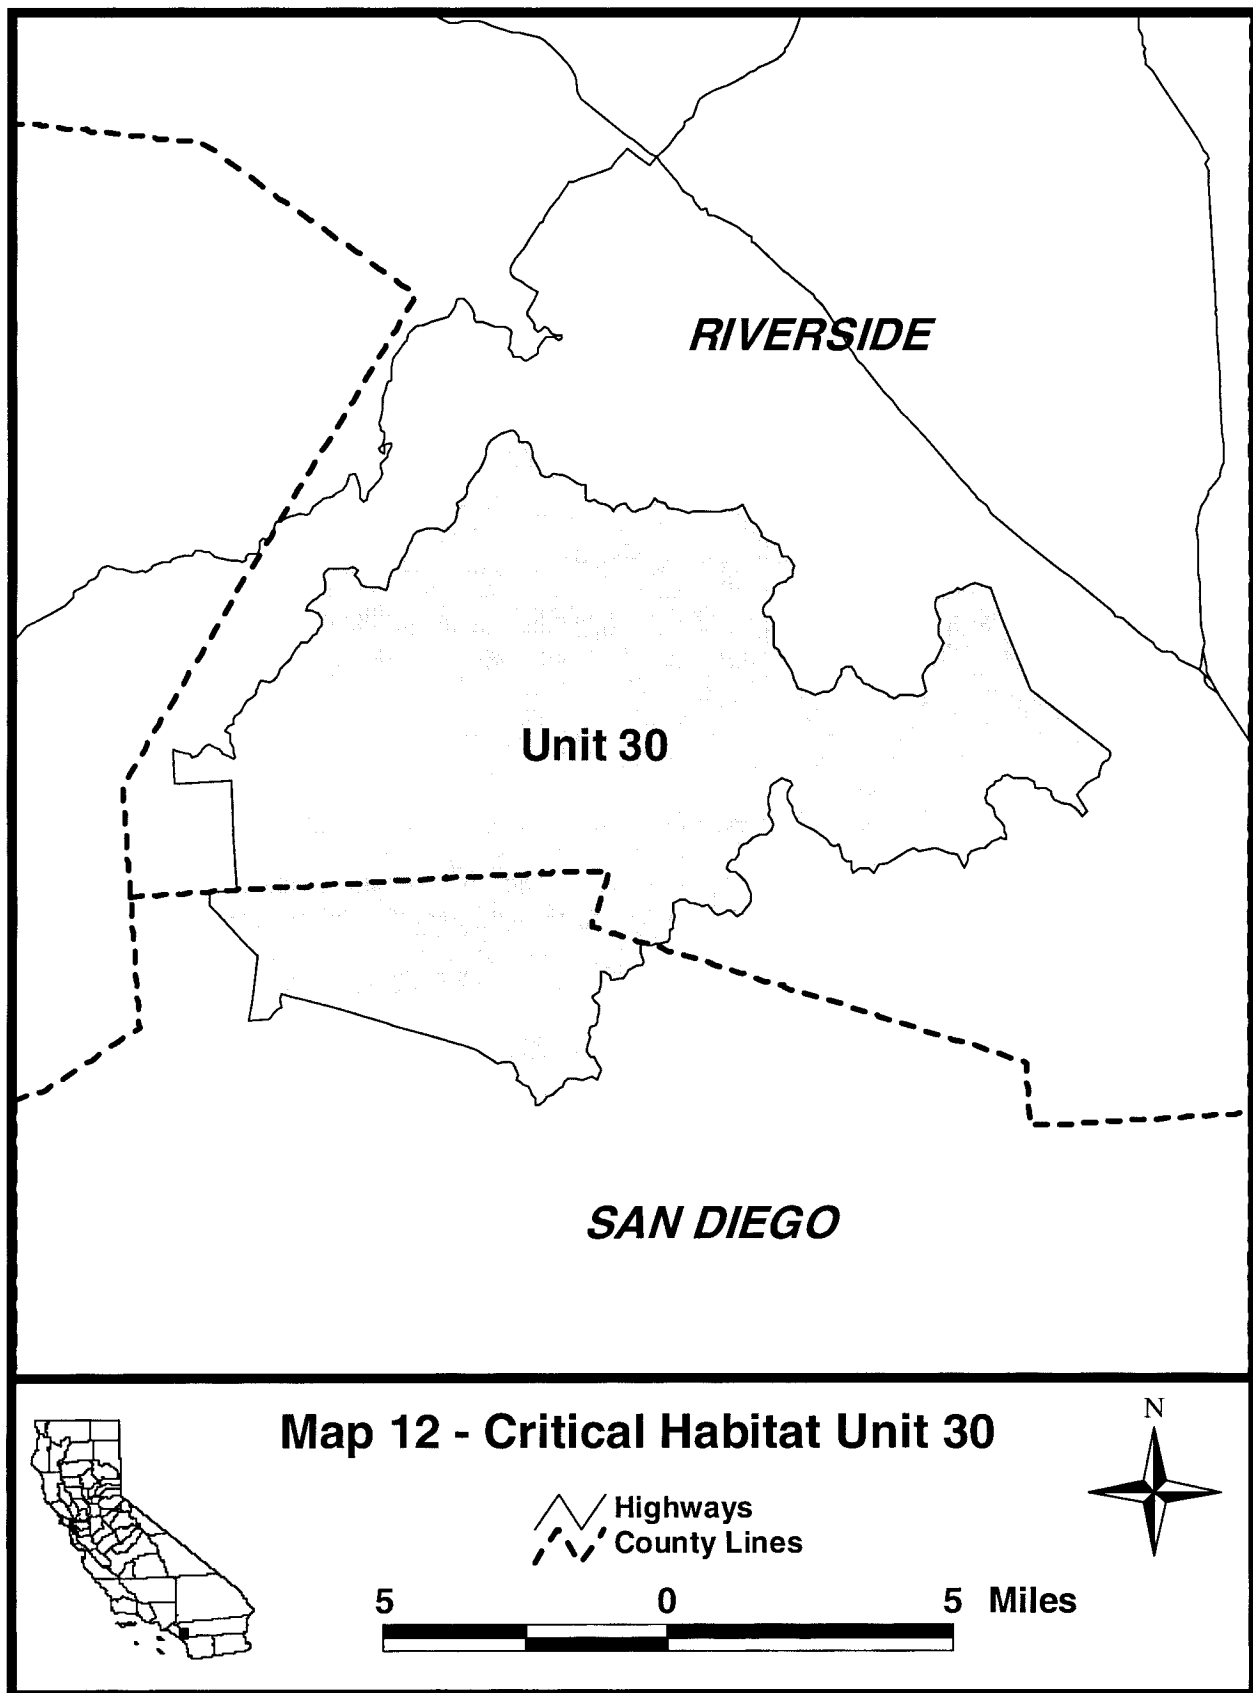 RIVERSIDE
Unit 30
SAN DIEGO
Map 12 - Critical Habitat Unit 30
N
Highways
County Lines
5 0 5 Miles